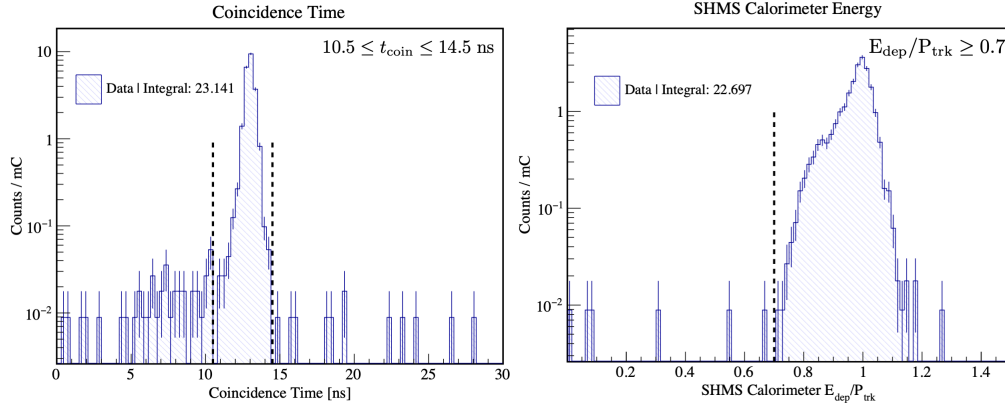 Coincidence Time
10.5 ≤ t_coin ≤ 14.5 ns
Data | Integral: 23.141
Counts / mC
10
1
10⁻¹
10⁻²
0 5 10 15 20 25 30
Coincidence Time [ns]
SHMS Calorimeter Energy
E_dep/P_trk ≥ 0.7
Data | Integral: 22.697
Counts / mC
1
10⁻¹
10⁻²
0.2 0.4 0.6 0.8 1 1.2 1.4
SHMS Calorimeter E_dep/P_trk